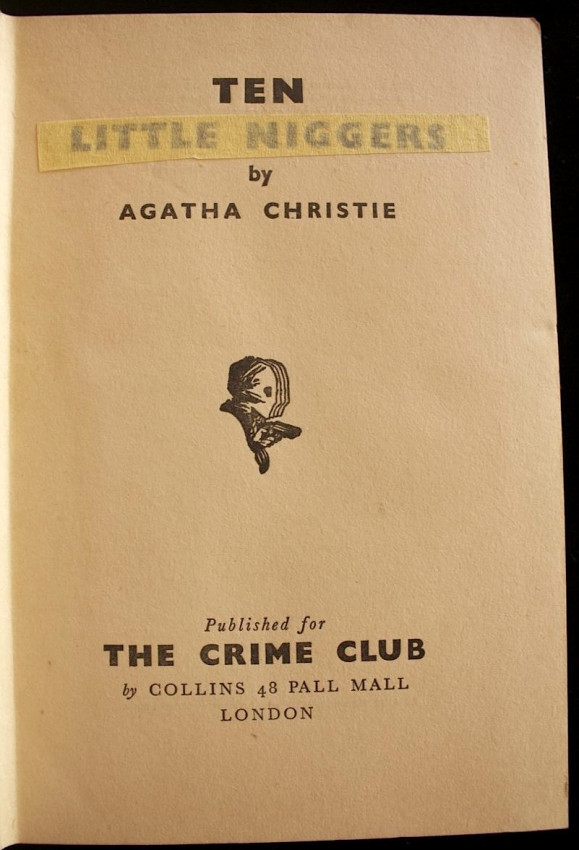 TEN
LITTLE NIGGERS
by
AGATHA CHRISTIE
Published for
THE CRIME CLUB
by COLLINS 48 PALL MALL
LONDON